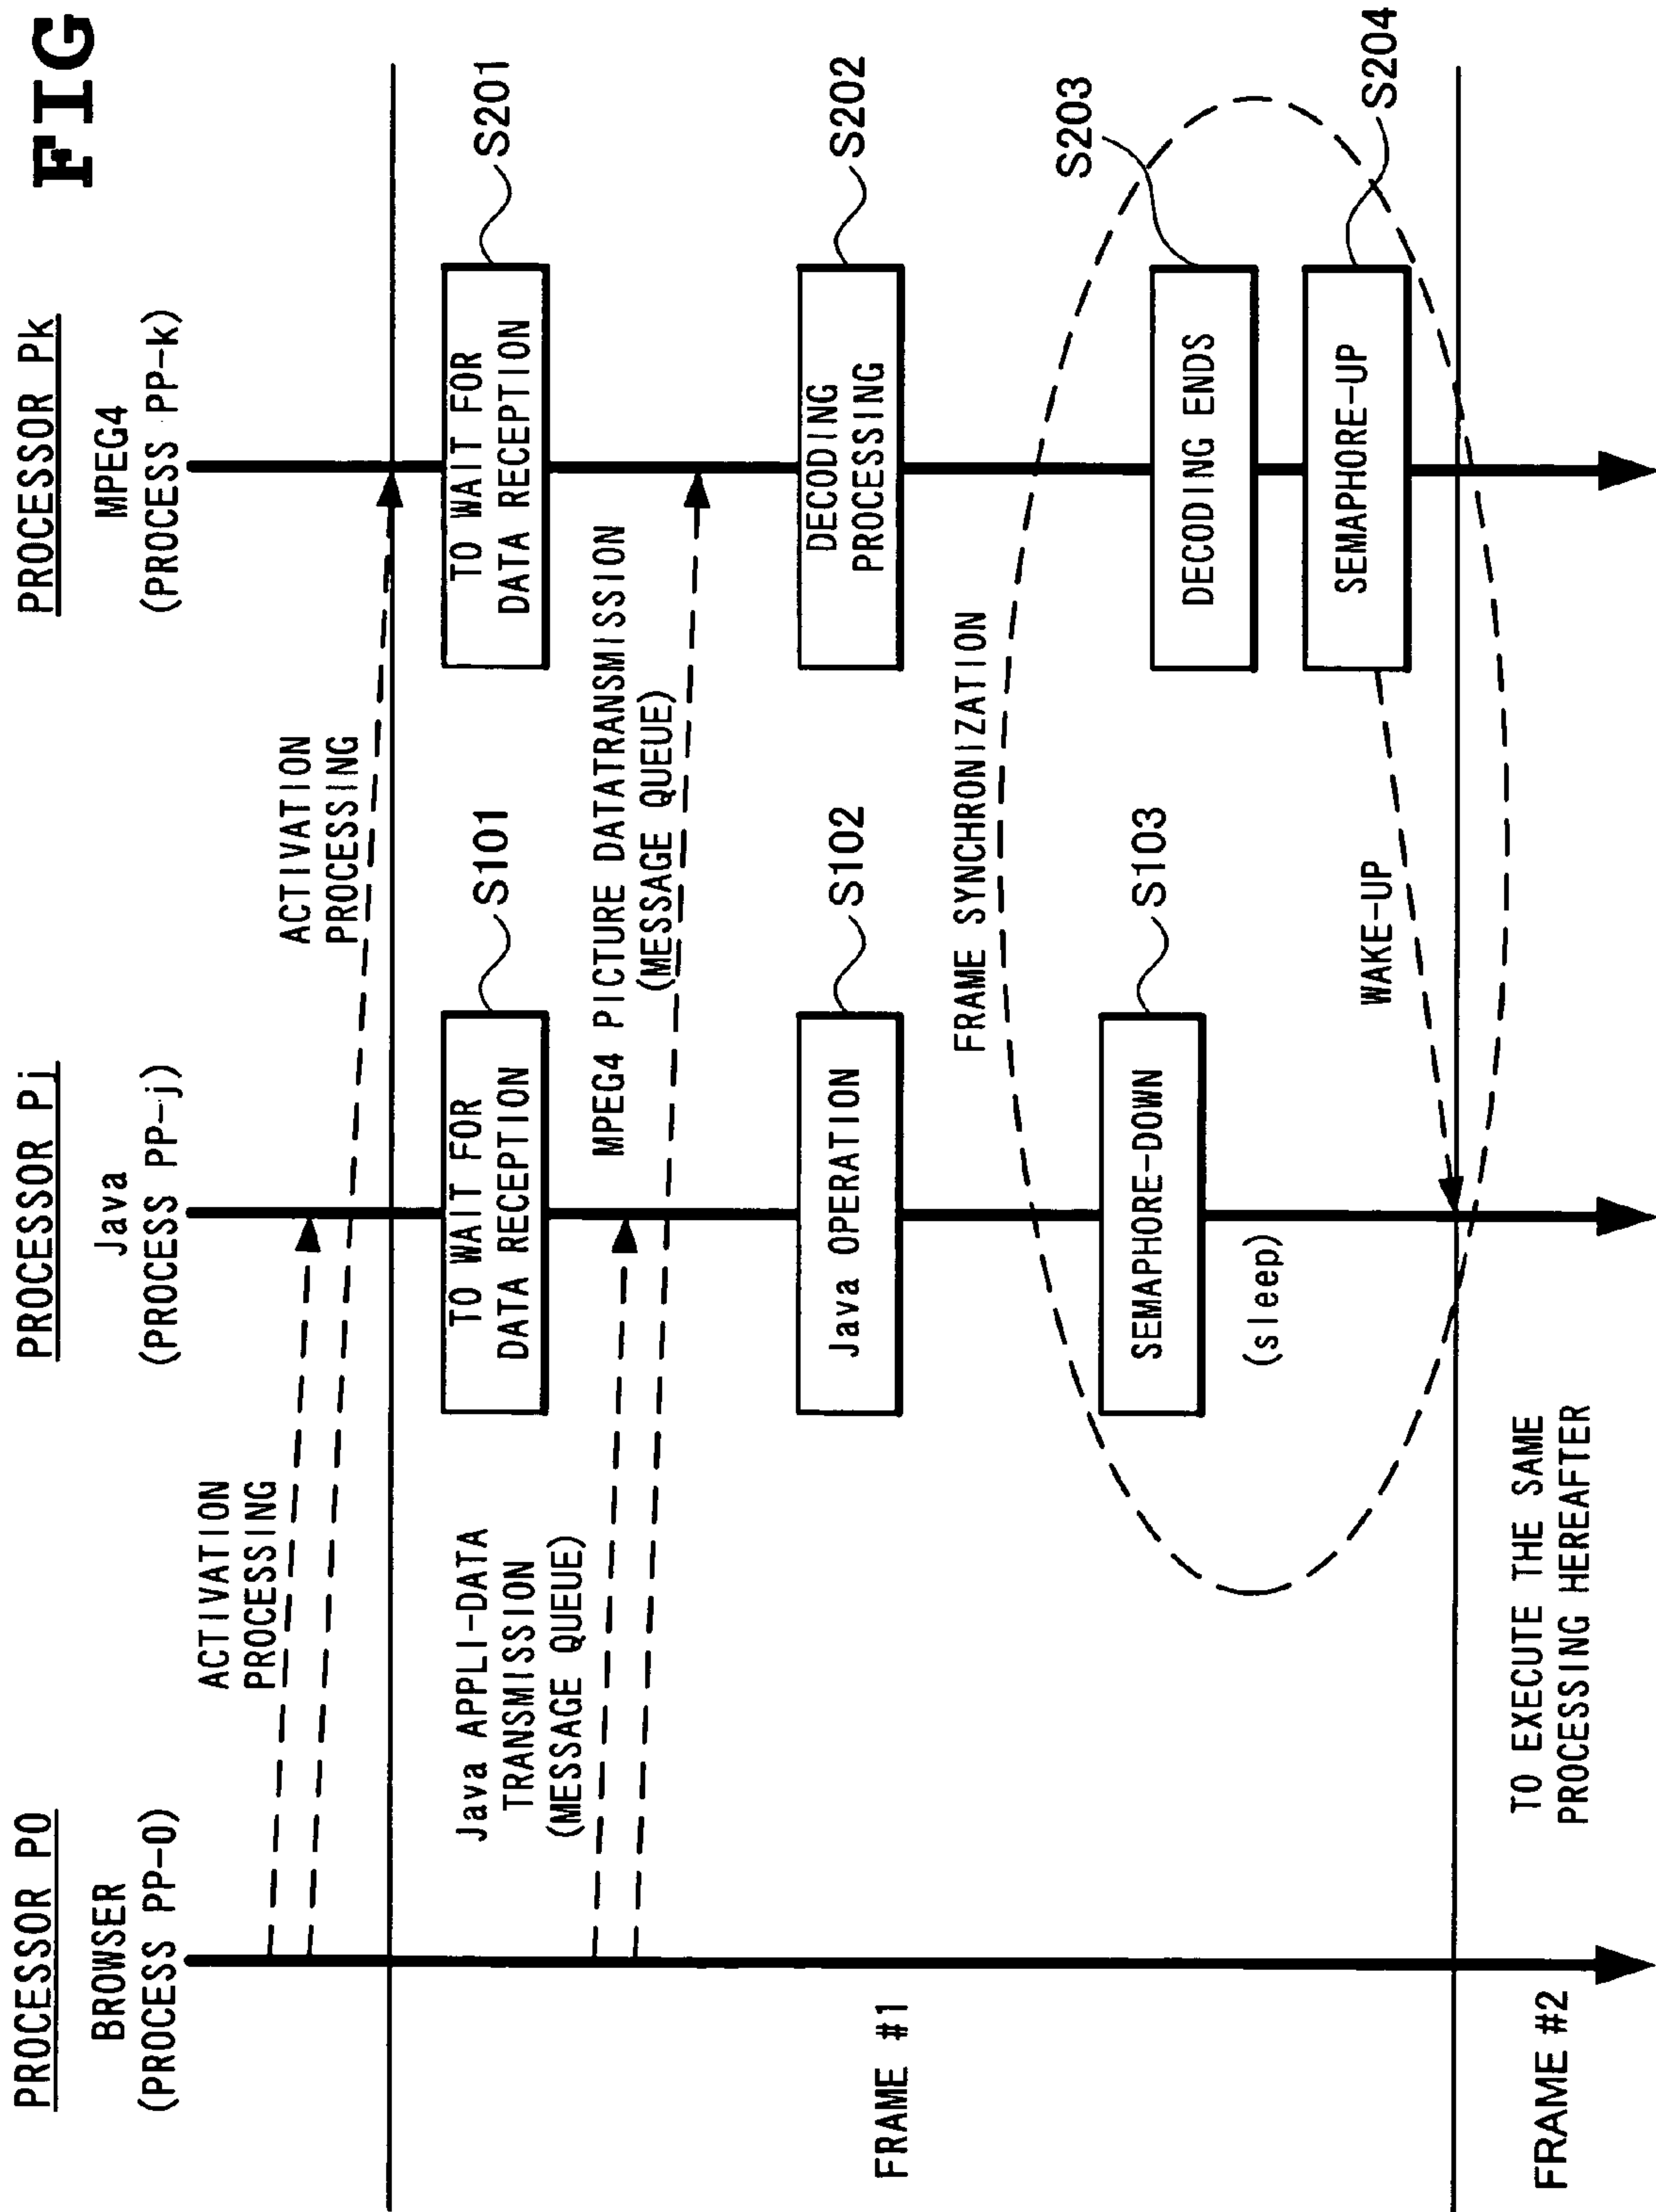 FIG
PROCESSOR P0
BROWSER
(PROCESS PP-0)
PROCESSOR Pj
Java
(PROCESS PP-j)
PROCESSOR Pk
MPEG4
(PROCESS PP-k)
ACTIVATION
PROCESSING
ACTIVATION
PROCESSING
TO WAIT FOR
DATA RECEPTION
S101
TO WAIT FOR
DATA RECEPTION
S201
Java APPLI-DATA
TRANSMISSION
(MESSAGE QUEUE)
MPEG4 PICTURE DATATRANSMISSION
(MESSAGE QUEUE)
FRAME #1
Java OPERATION
S102
DECODING
PROCESSING
S202
FRAME SYNCHRONIZATION
SEMAPHORE-DOWN
S103
(sleep)
DECODING ENDS
S203
SEMAPHORE-UP
S204
WAKE-UP
FRAME #2
TO EXECUTE THE SAME
PROCESSING HEREAFTER